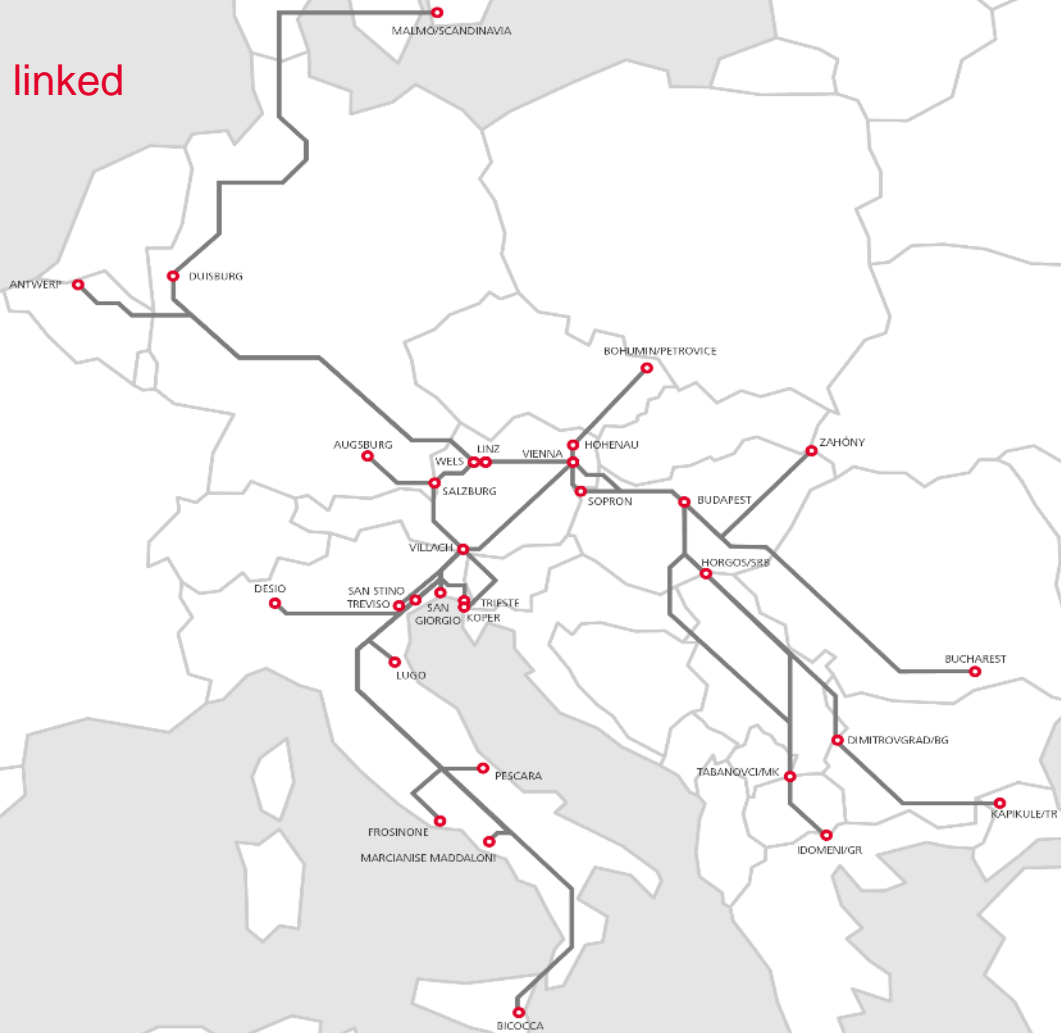 MALMÖ/SCANDINAVIA
linked
DUISBURG
ANTWERP
BOHUMIN/PETROVICE
AUGSBURG
LINZ
HOHENAU
ZAHÓNY
WELS
VIENNA
SALZBURG
SOPRON
BUDAPEST
VILLACH
HORGOS/SRB
DESIO
SAN STINO
TREVISO
SAN
GIORGIO
TRIESTE
KOPER
BUCHAREST
LUGO
DIMITROVGRAD/BG
PESCARA
TABANOVCI/MK
KAPIKULE/TR
FROSINONE
IDOMENI/GR
MARCIANISE MADDALONI
BICOCCA